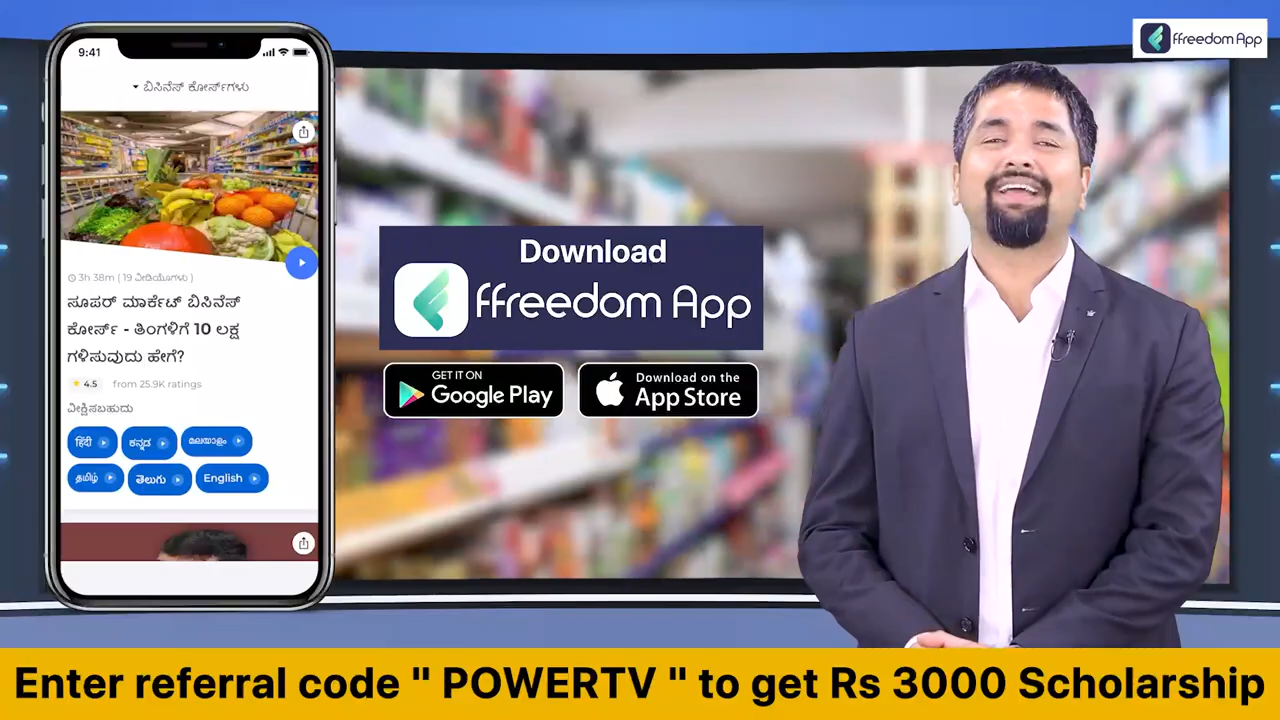 9:41
ಬಿಸಿನೆಸ್ ಕೋರ್ಸ್‌ಗಳು
3h 38m ( 19 ವೀಡಿಯೊಗಳು )
ಸೂಪರ್ ಮಾರ್ಕೆಟ್ ಬಿಸಿನೆಸ್
ಕೋರ್ಸ್ - ತಿಂಗಳಿಗೆ 10 ಲಕ್ಷ
ಗಳಿಸುವುದು ಹೇಗೆ?
4.5 from 25.9K ratings
ವೀಕ್ಷಿಸಬಹುದು
हिंदी ಕನ್ನಡ മലയാളം
தமிழ் తెలుగు English
Download
ffreedom App
GET IT ON
Google Play
Download on the
App Store
ffreedom App
Enter referral code " POWERTV " to get Rs 3000 Scholarship